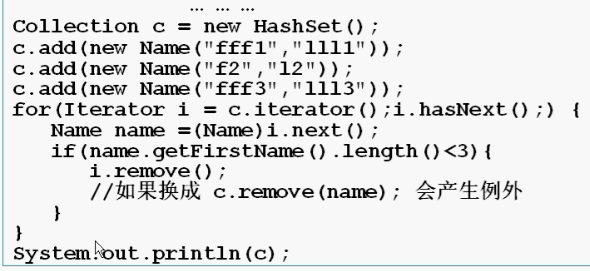 ... ... ...
Collection c = new HashSet();
c.add(new Name("fff1","lll1"));
c.add(new Name("f2","l2"));
c.add(new Name("fff3","lll3"));
for(Iterator i = c.iterator();i.hasNext();) {
Name name =(Name)i.next();
if(name.getFirstName().length()<3){
i.remove();
//如果换成 c.remove(name); 会产生例外
}
}
System.out.println(c);